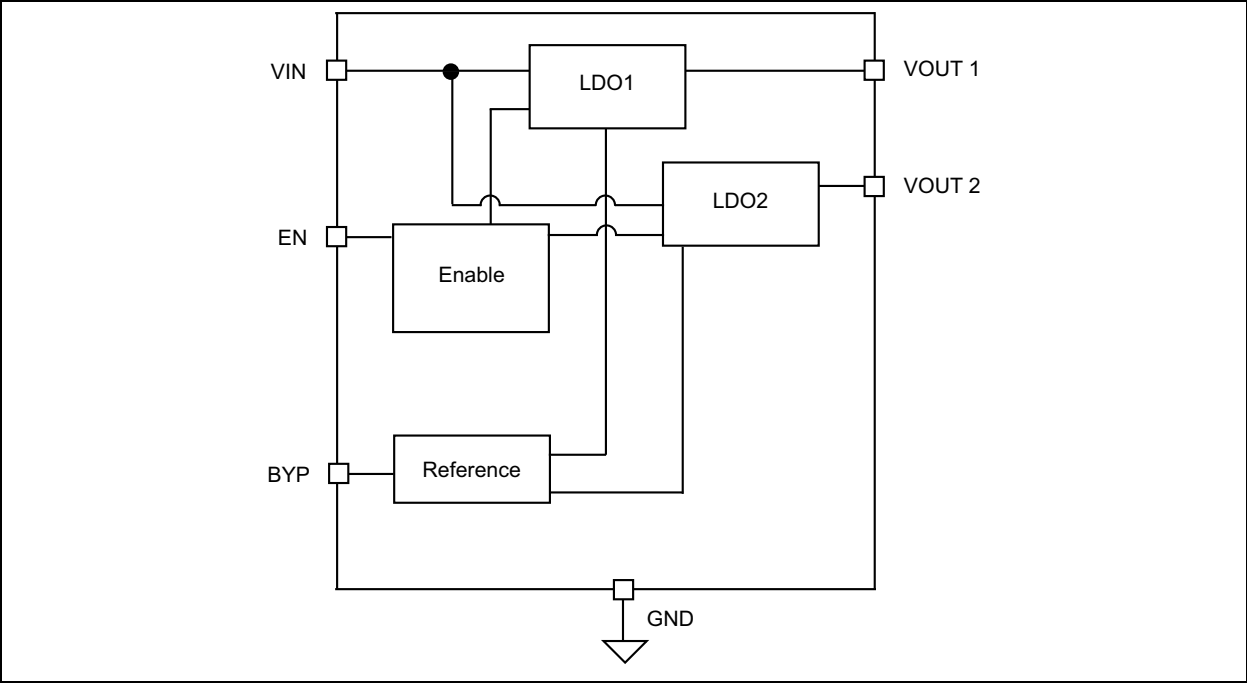 VIN
LDO1
VOUT 1
LDO2
VOUT 2
EN
Enable
BYP
Reference
GND